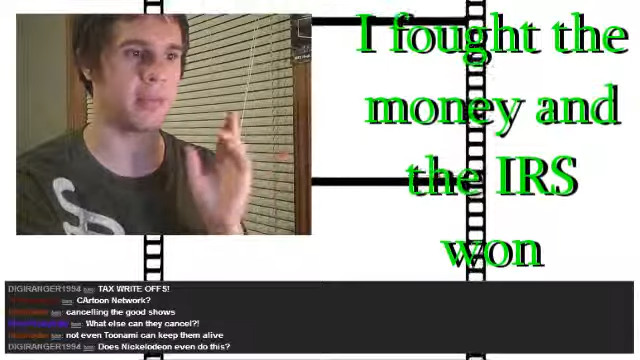 I fought the
money and
the IRS
won
DIGIRANGER1994 TAX WRITE OFFS!
CArtoon Network?
cancelling the good shows
What else can they cancel?!
not even Toonami can keep them alive
DIGIRANGER1994 Does Nickelodeon even do this?